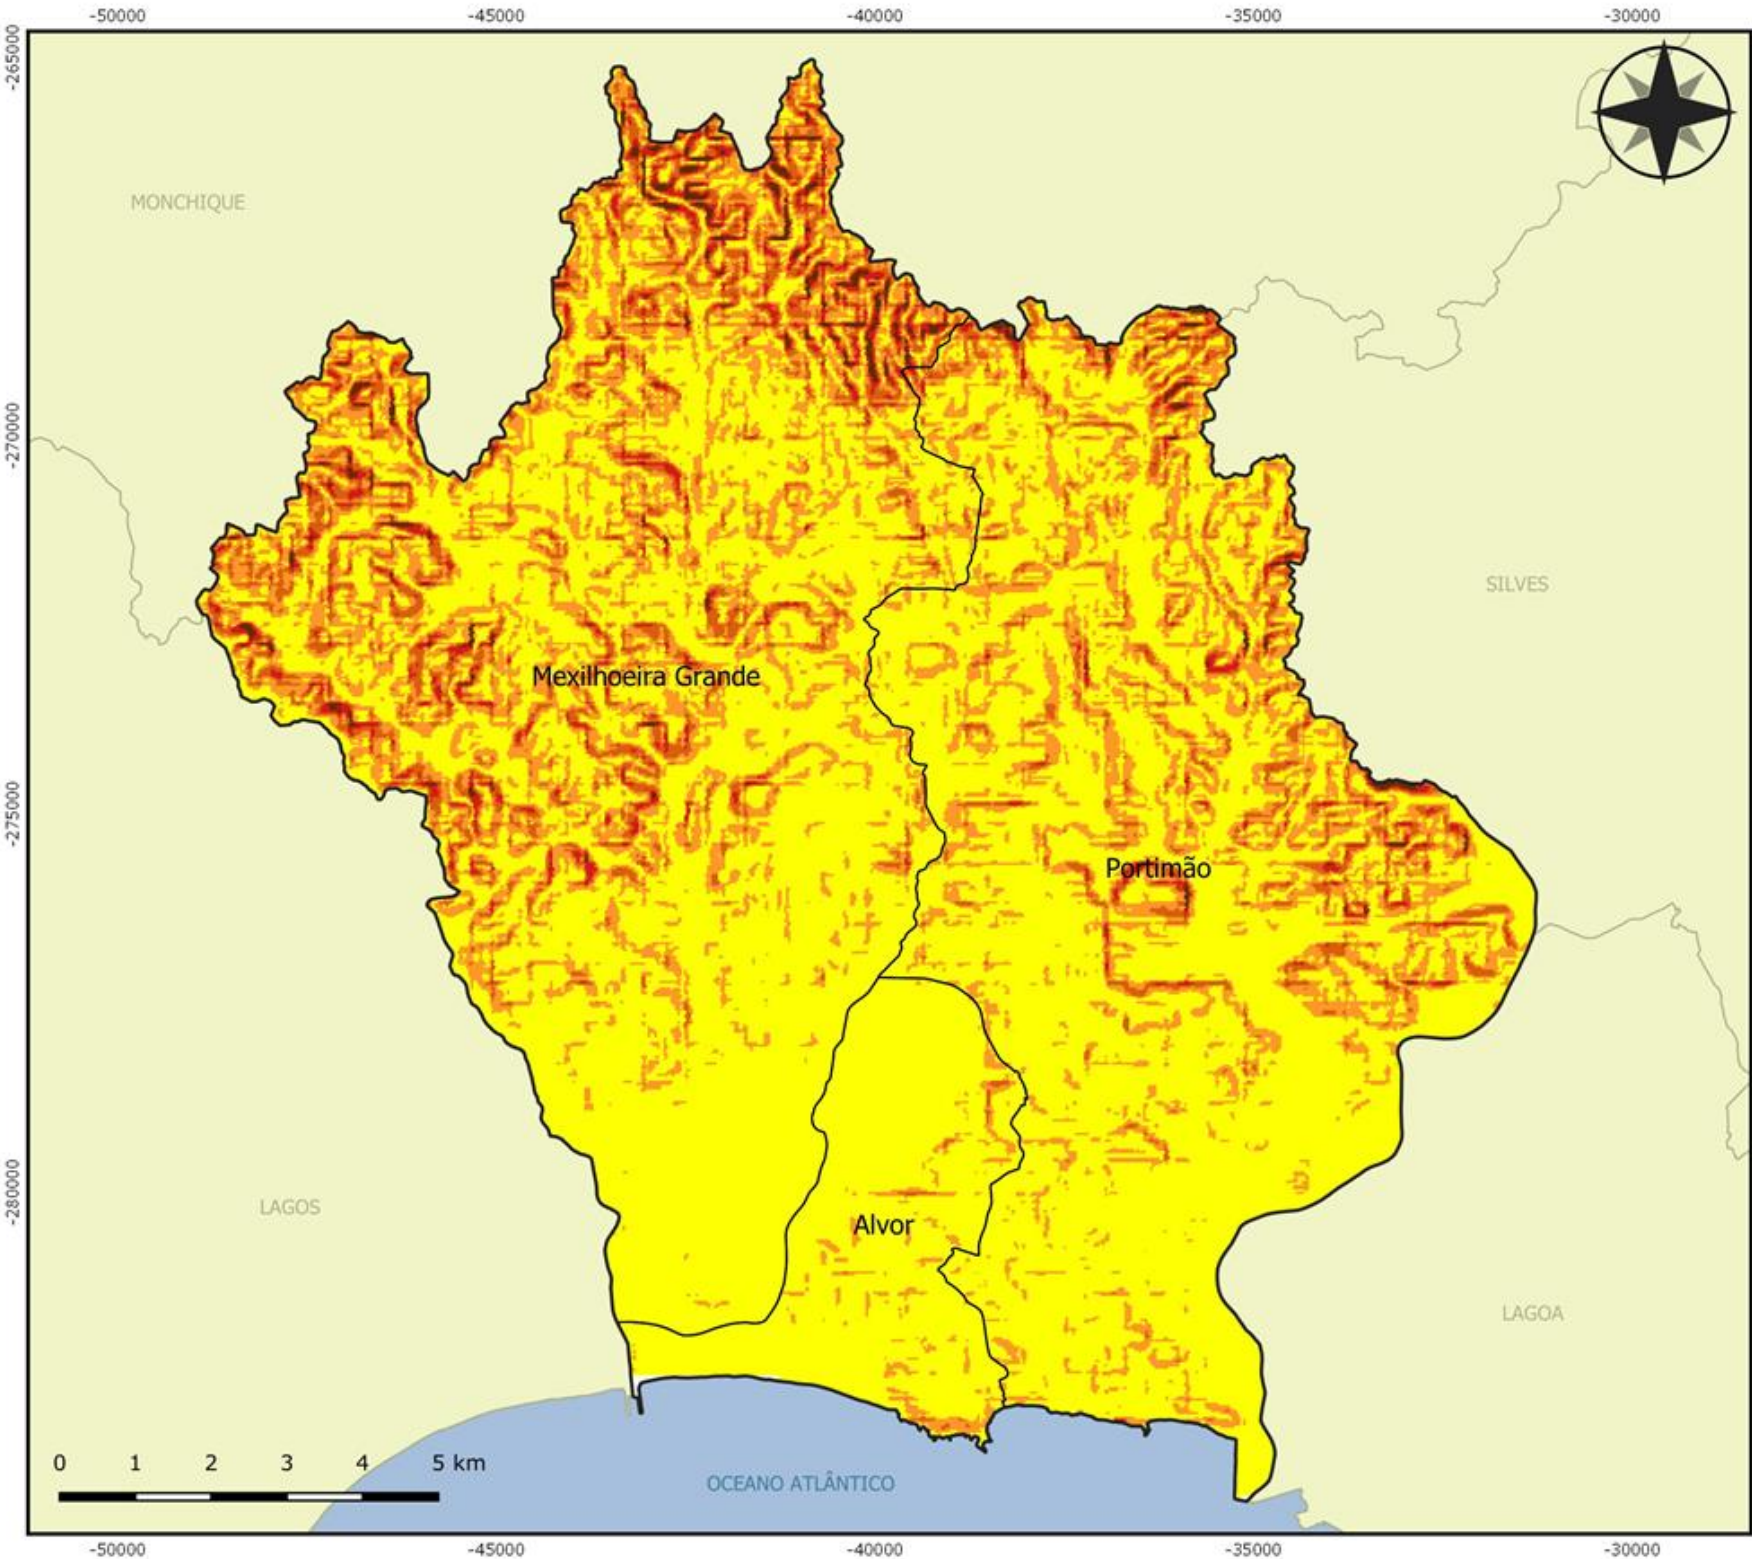 -50000 -45000 -40000 -35000 -30000
-265000
MONCHIQUE
-270000
SILVES
Mexilhoeira Grande
-275000
Portimão
-280000
LAGOS
Alvor
LAGOA
0 1 2 3 4 5 km
OCEANO ATLÂNTICO
-50000 -45000 -40000 -35000 -30000